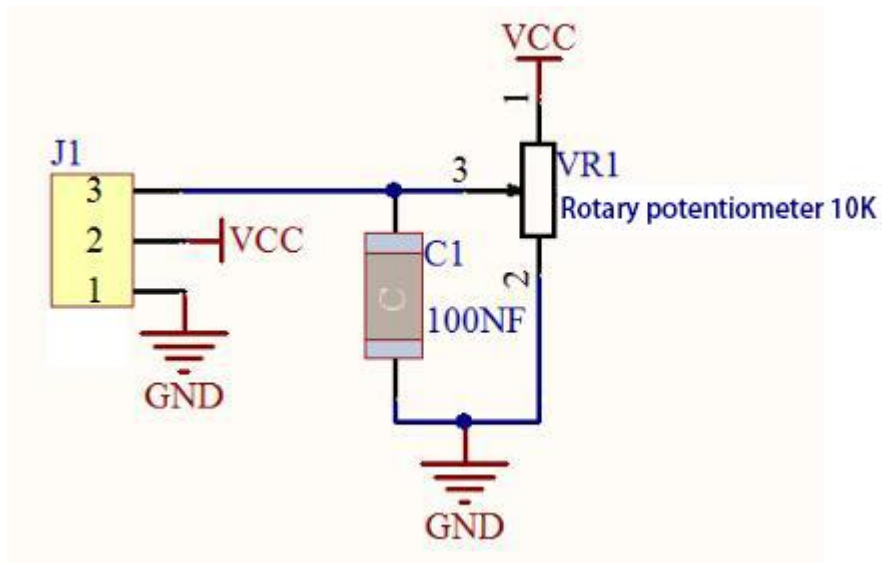 VCC
1
J1
3
3
VR1
Rotary potentiometer 10K
2
VCC
C1
2
1
C
100NF
GND
GND